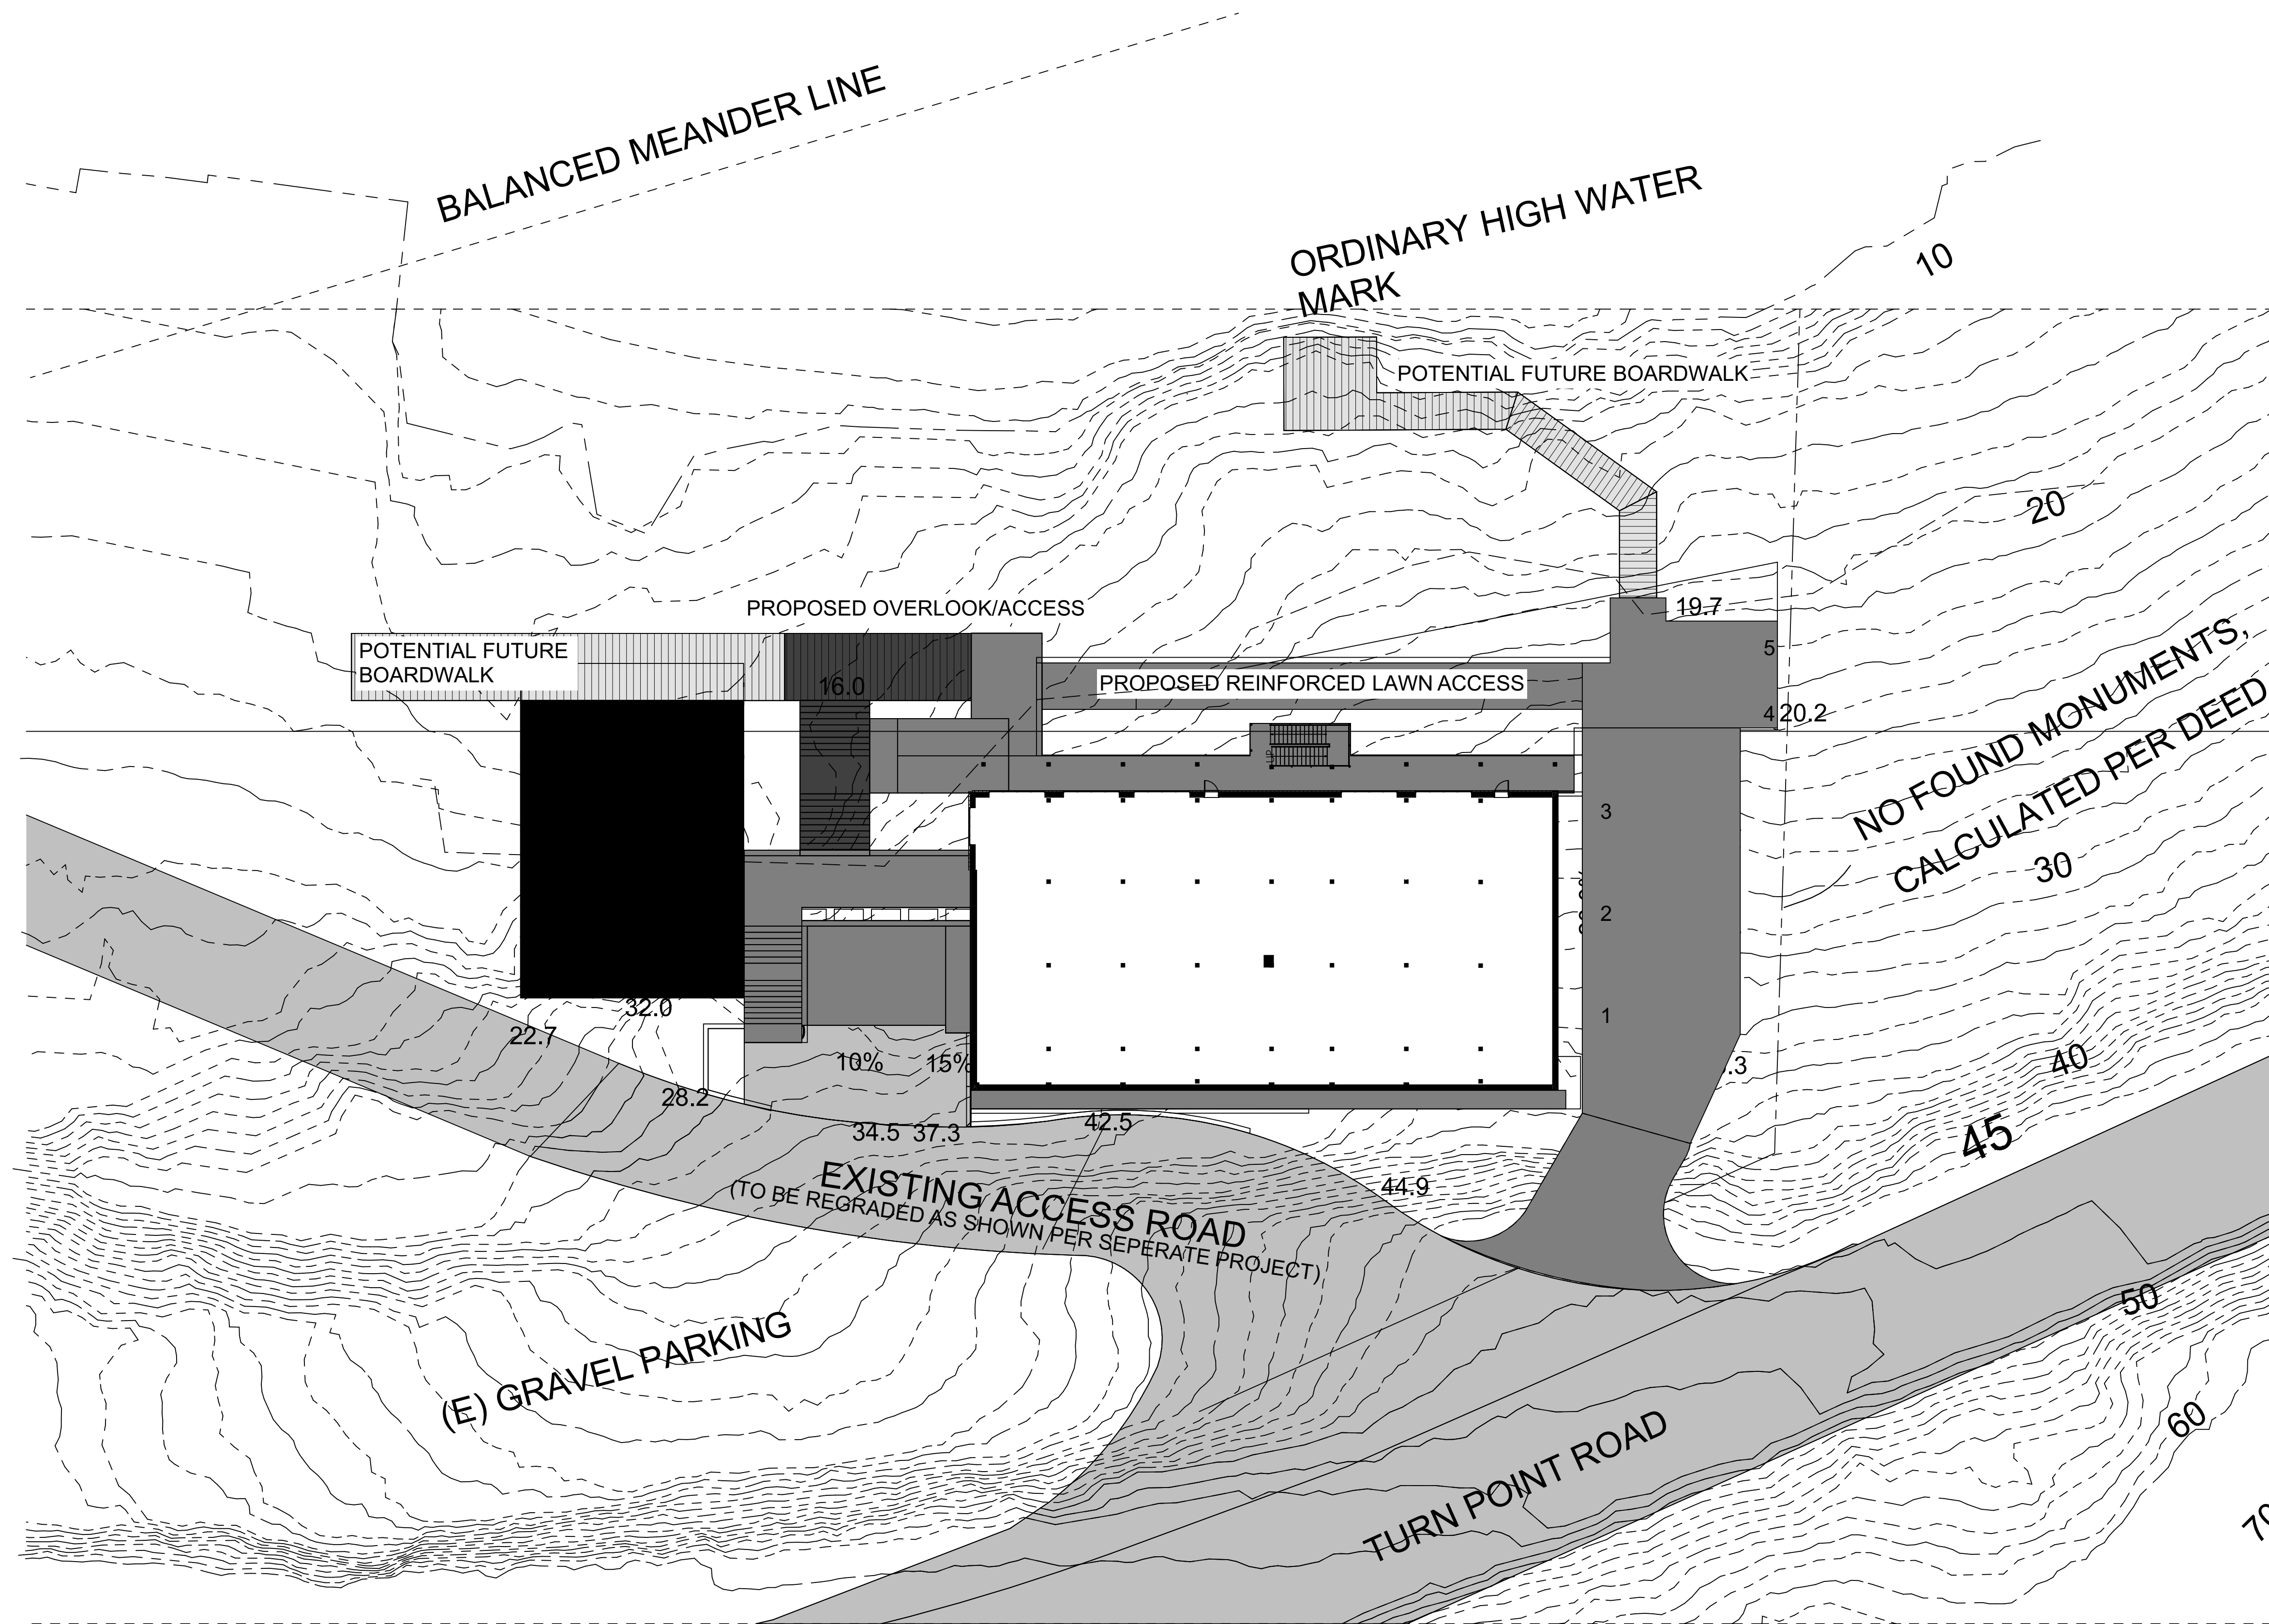 BALANCED MEANDER LINE
ORDINARY HIGH WATER
MARK
10
POTENTIAL FUTURE BOARDWALK
20
PROPOSED OVERLOOK/ACCESS
19.7
POTENTIAL FUTURE
BOARDWALK
5
16.0
PROPOSED REINFORCED LAWN ACCESS
4
20.2
NO FOUND MONUMENTS,
CALCULATED PER DEED
UP
3
30
2
1
32.0
22.7
10%
15%
.3
40
28.2
34.5
37.3
42.5
45
EXISTING ACCESS ROAD
(TO BE REGRADED AS SHOWN PER SEPERATE PROJECT)
44.9
50
(E) GRAVEL PARKING
60
TURN POINT ROAD
70